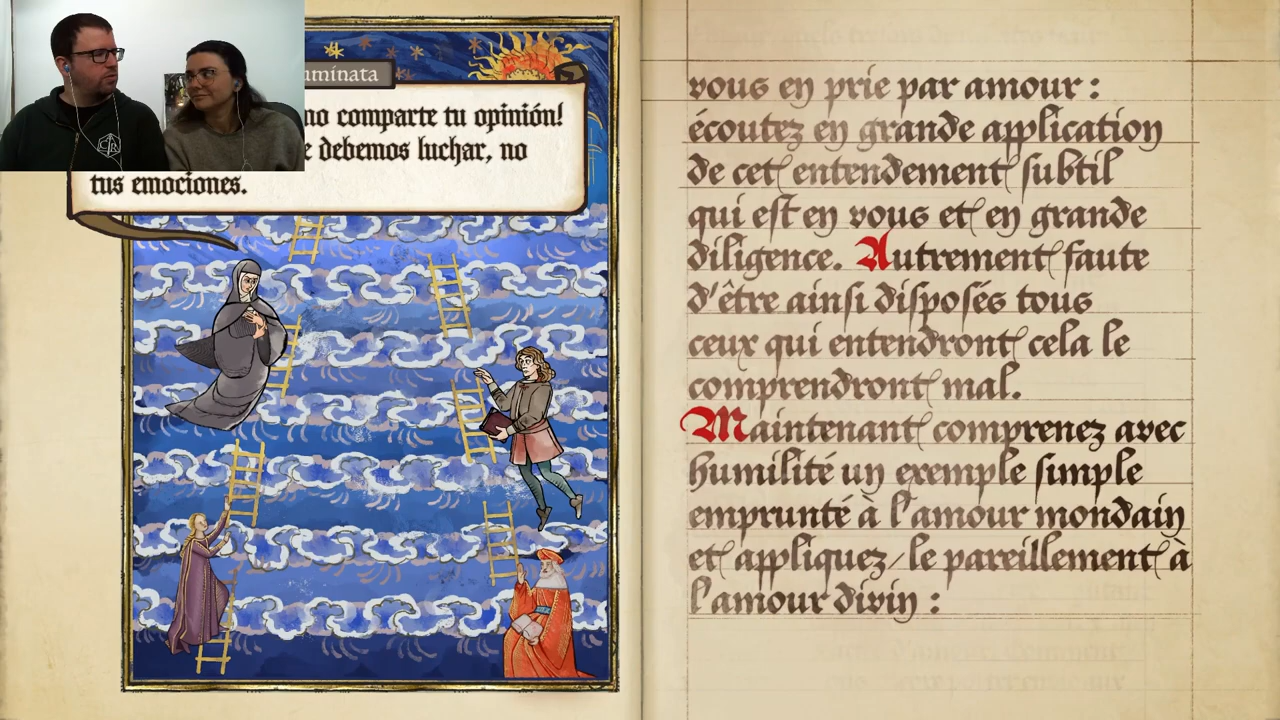 uminata
no comparte tu opinión!
e debemos luchar, no
tus emociones.
vous en prie par amour :
écoutez en grande application
de cet entendement subtil
qui est en vous et en grande
diligence. Autrement faute
d'être ainsi disposés tous
ceux qui entendront cela le
comprendront mal.
Maintenant comprenez avec
humilité un exemple simple
emprunté à l'amour mondain
et appliquez-le pareillement à
l'amour divin :